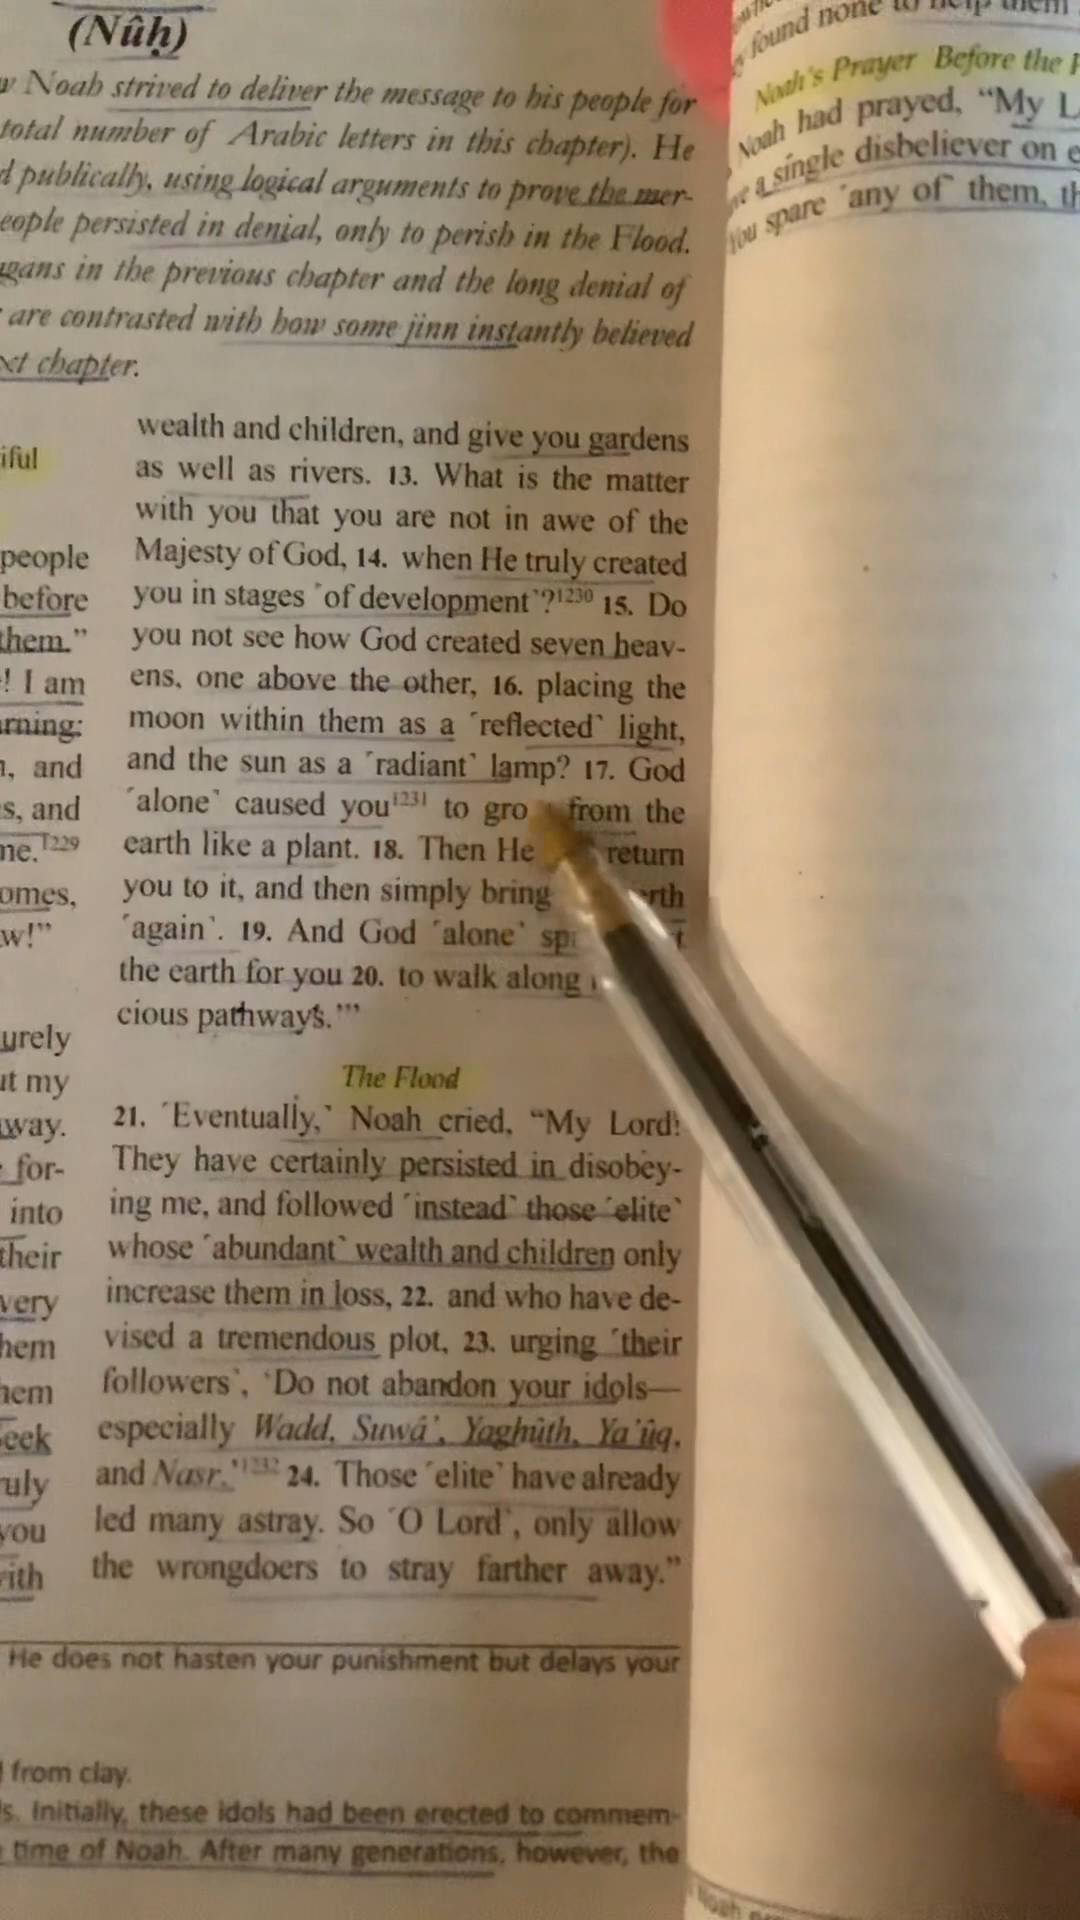 (Nûḥ)
Noah strived to deliver the message to his people for
total number of Arabic letters in this chapter). He
publically, using logical arguments to prove the mer-
eople persisted in denial, only to perish in the Flood.
gans in the previous chapter and the long denial of
are contrasted with how some jinn instantly believed
xt chapter.
iful
people
before
them.”
! I am
arning:
, and
s, and
me.1229
omes,
w!”
urely
ut my
way.
for-
into
their
very
hem
hem
eek
ruly
you
with
wealth and children, and give you gardens
as well as rivers. 13. What is the matter
with you that you are not in awe of the
Majesty of God, 14. when He truly created
you in stages ˹of development˺?1230 15. Do
you not see how God created seven heav-
ens, one above the other, 16. placing the
moon within them as a ˹reflected˺ light,
and the sun as a ˹radiant˺ lamp? 17. God
˹alone˺ caused you1231 to gro from the
earth like a plant. 18. Then He return
you to it, and then simply bring rth
˹again˺. 19. And God ˹alone˺ sp t
the earth for you 20. to walk along
cious pathways.’”
The Flood
21. ˹Eventually,˺ Noah cried, “My Lord!
They have certainly persisted in disobey-
ing me, and followed ˹instead˺ those ˹elite˺
whose ˹abundant˺ wealth and children only
increase them in loss, 22. and who have de-
vised a tremendous plot, 23. urging ˹their
followers˺, ‘Do not abandon your idols—
especially Wadd, Suwâ’, Yaghûth, Ya’ûq,
and Nasr.’1232 24. Those ˹elite˺ have already
led many astray. So ˹O Lord˺, only allow
the wrongdoers to stray farther away.”
He does not hasten your punishment but delays your
from clay.
s. Initially, these idols had been erected to commem-
time of Noah. After many generations, however, the
found none to help them
Noah’s Prayer Before the
Noah had prayed, “My L
a single disbeliever on e
You spare ˹any of˺ them, th